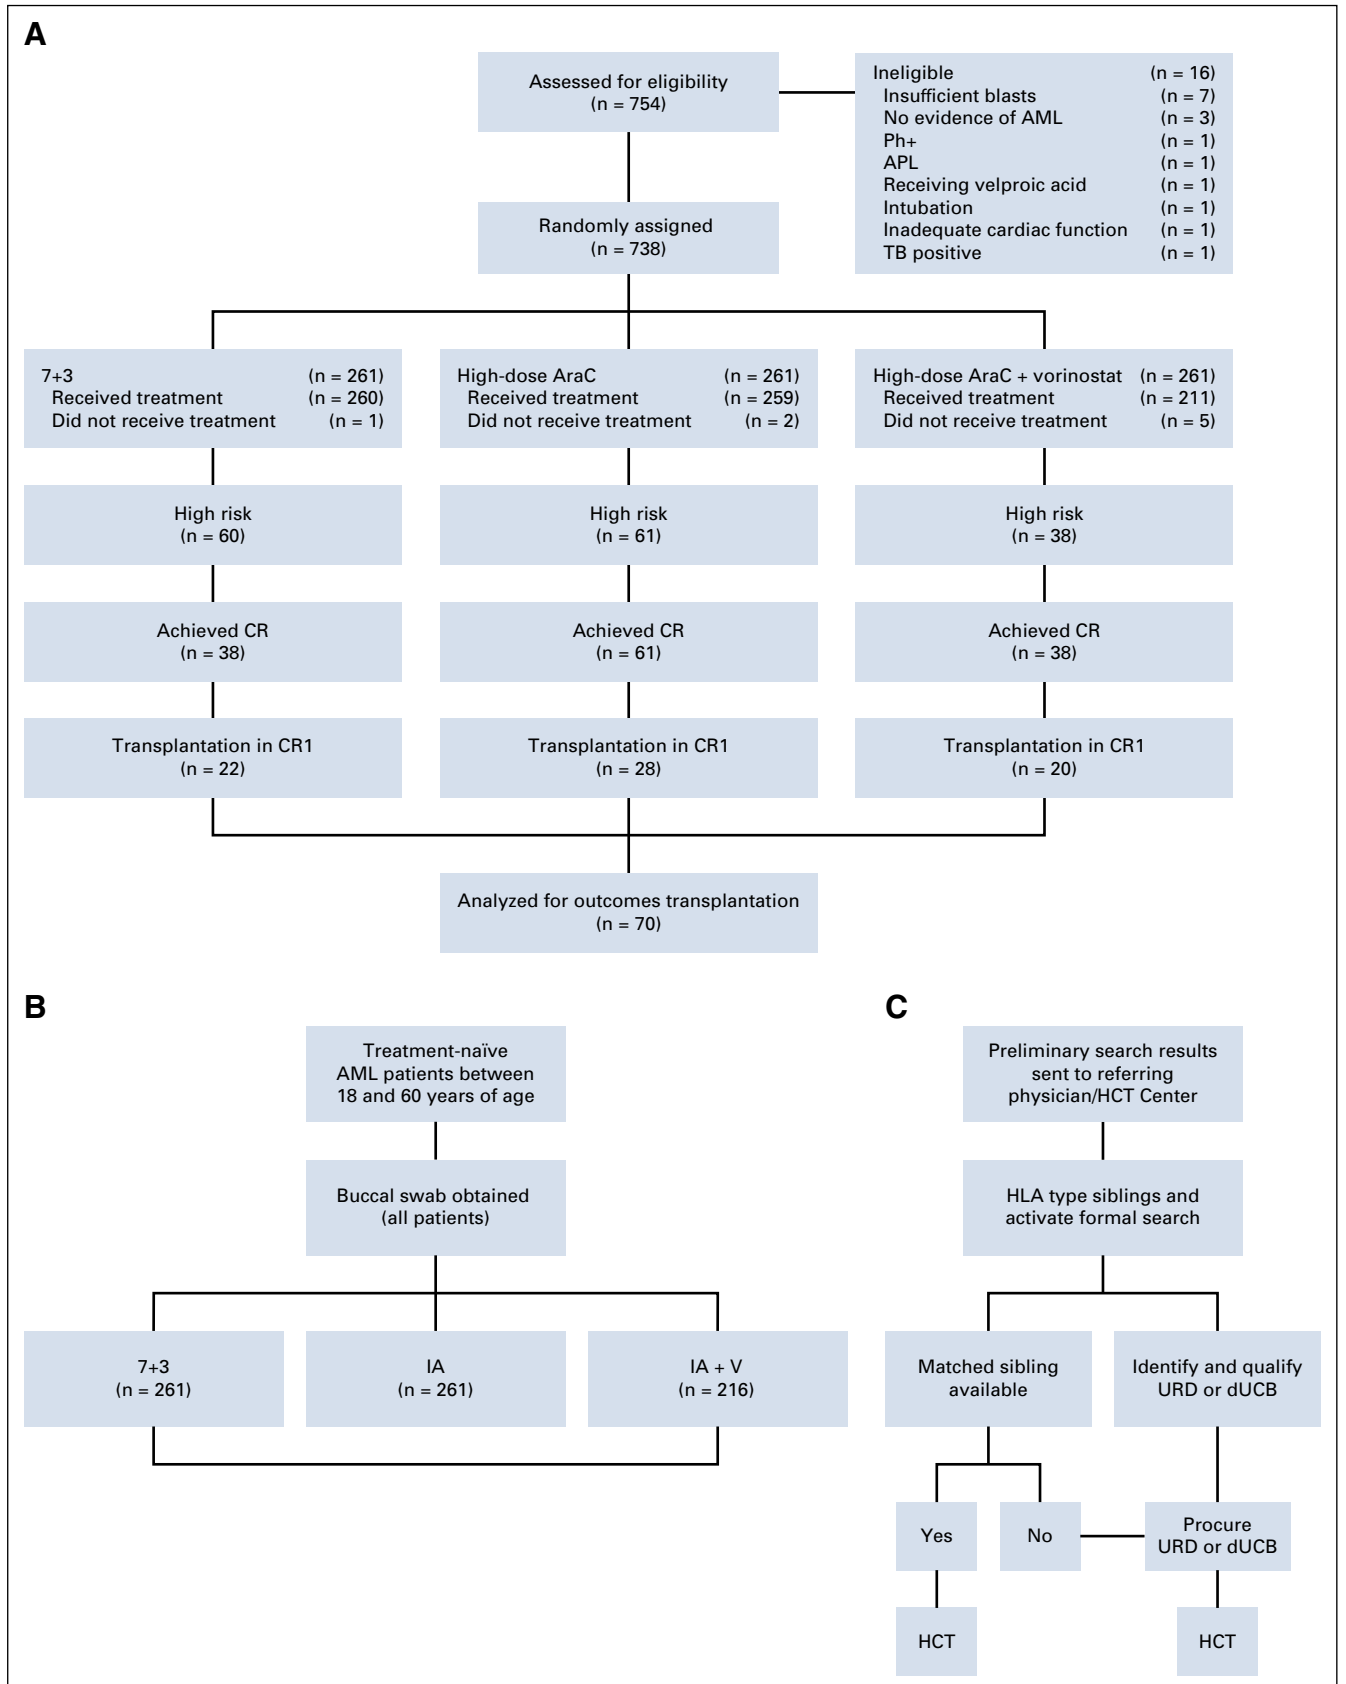 A
Assessed for eligibility
(n = 754)
Ineligible (n = 16)
Insufficient blasts (n = 7)
No evidence of AML (n = 3)
Ph+ (n = 1)
APL (n = 1)
Receiving velproic acid (n = 1)
Intubation (n = 1)
Inadequate cardiac function (n = 1)
TB positive (n = 1)
Randomly assigned
(n = 738)
7+3 (n = 261)
Received treatment (n = 260)
Did not receive treatment (n = 1)
High-dose AraC (n = 261)
Received treatment (n = 259)
Did not receive treatment (n = 2)
High-dose AraC + vorinostat (n = 261)
Received treatment (n = 211)
Did not receive treatment (n = 5)
High risk
(n = 60)
High risk
(n = 61)
High risk
(n = 38)
Achieved CR
(n = 38)
Achieved CR
(n = 61)
Achieved CR
(n = 38)
Transplantation in CR1
(n = 22)
Transplantation in CR1
(n = 28)
Transplantation in CR1
(n = 20)
Analyzed for outcomes transplantation
(n = 70)
B
Treatment-naïve
AML patients between
18 and 60 years of age
Buccal swab obtained
(all patients)
7+3
(n = 261)
IA
(n = 261)
IA + V
(n = 216)
C
Preliminary search results
sent to referring
physician/HCT Center
HLA type siblings and
activate formal search
Matched sibling
available
Identify and qualify
URD or dUCB
Yes
No
Procure
URD or dUCB
HCT
HCT